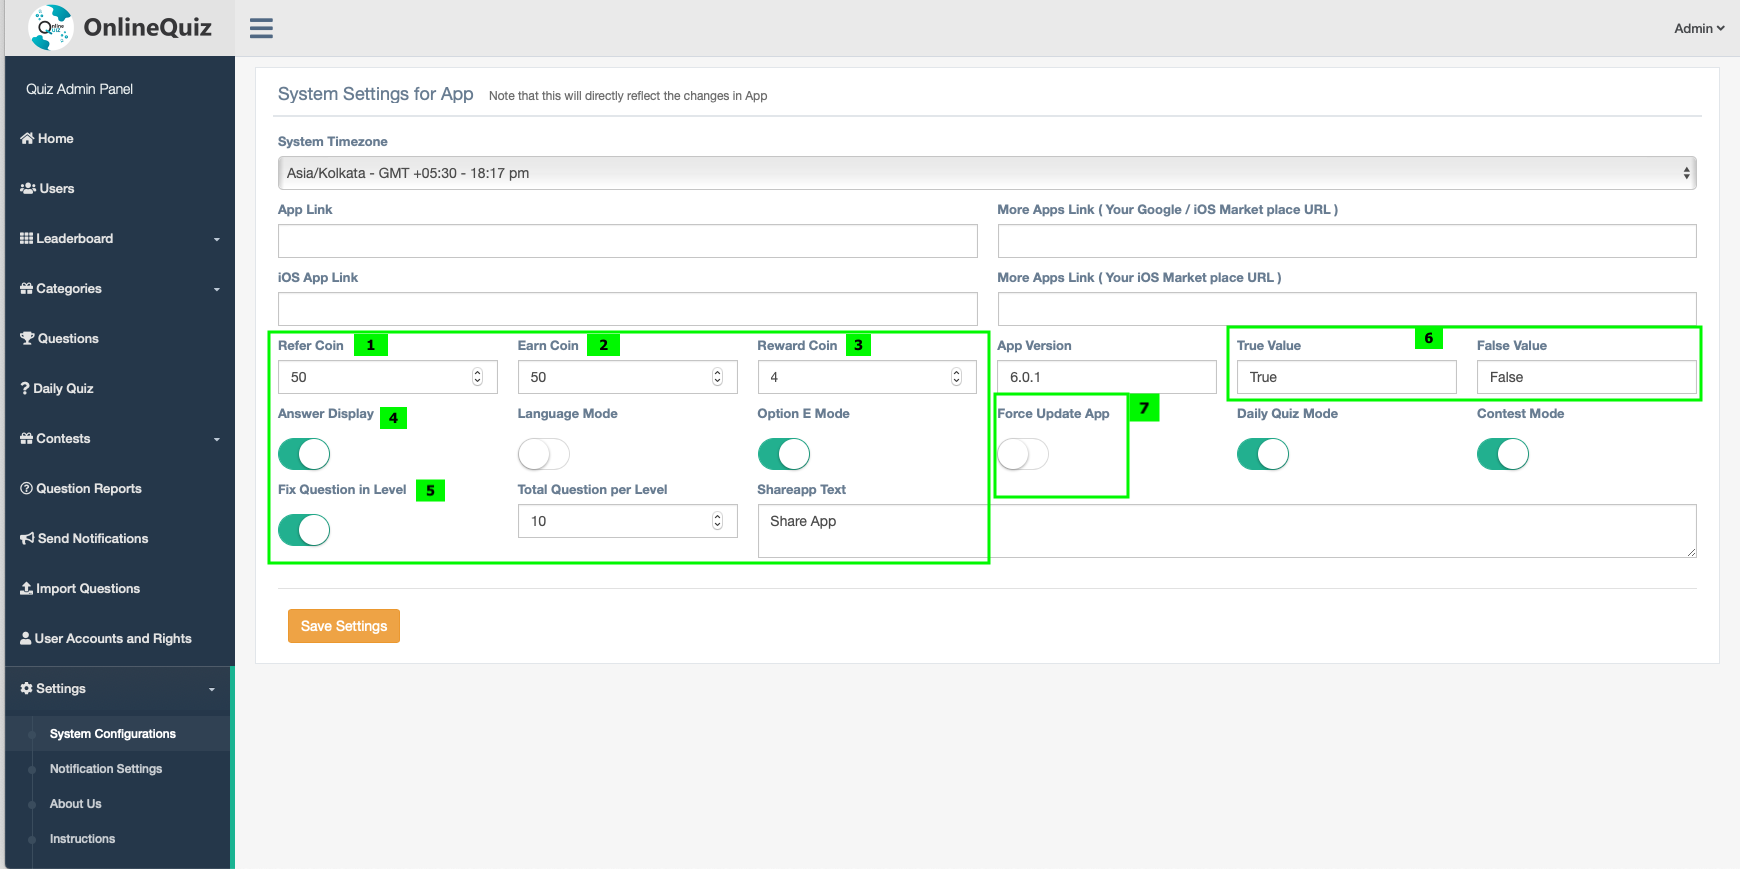 Online Quiz
OnlineQuiz
Admin
Quiz Admin Panel
Home
Users
Leaderboard
Categories
Questions
Daily Quiz
Contests
Question Reports
Send Notifications
Import Questions
User Accounts and Rights
Settings
System Configurations
Notification Settings
About Us
Instructions
System Settings for App Note that this will directly reflect the changes in App
System Timezone
Asia/Kolkata - GMT +05:30 - 18:17 pm
App Link More Apps Link ( Your Google / iOS Market place URL )
iOS App Link More Apps Link ( Your iOS Market place URL )
Refer Coin 1 Earn Coin 2 Reward Coin 3 App Version True Value 6 False Value
50 50 4 6.0.1 True False
Answer Display 4 Language Mode Option E Mode Force Update App 7 Daily Quiz Mode Contest Mode
Fix Question in Level 5 Total Question per Level Shareapp Text
10 Share App
Save Settings